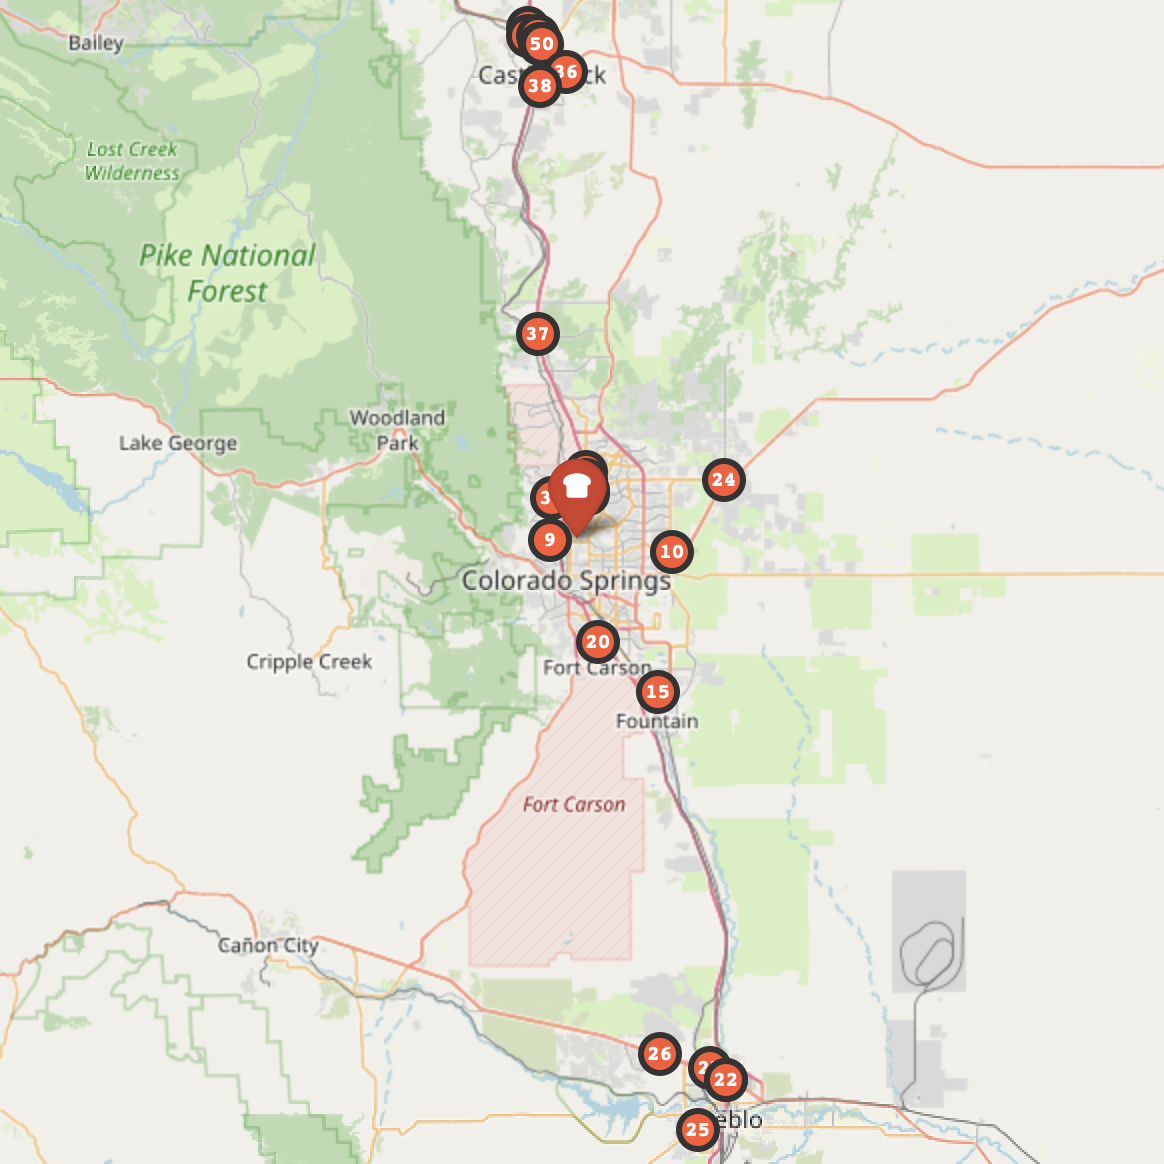 50
Bailey
36
38
Lost Creek
Wilderness
Pike National
Forest
37
Woodland
Park
Lake George
24
9
10
Colorado Springs
20
Cripple Creek
Fort Carson
15
Fountain
Fort Carson
Cañon City
26
22
25